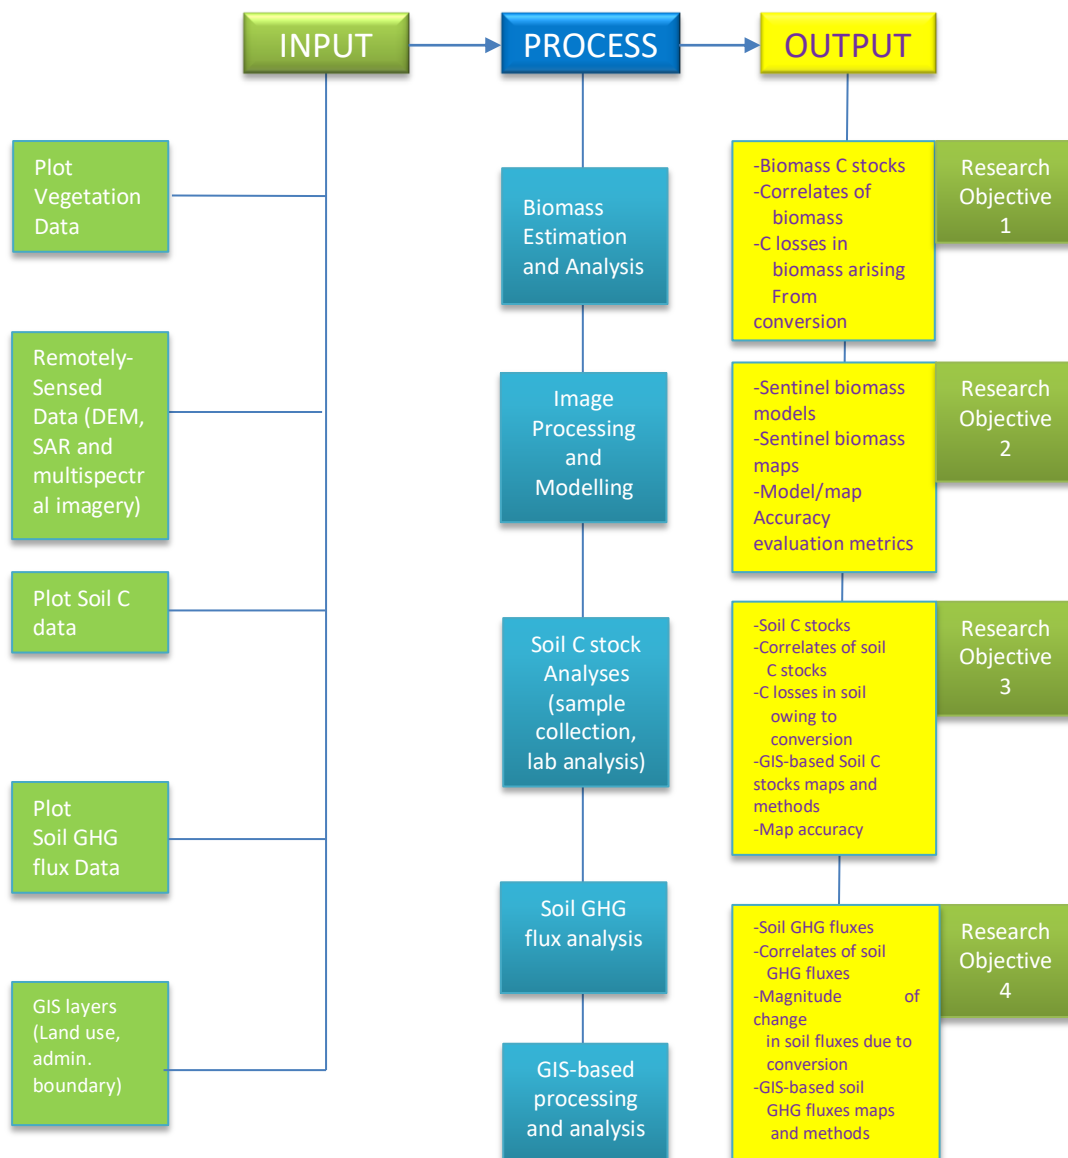 INPUT
PROCESS
OUTPUT
Plot
Vegetation
Data
Remotely-
Sensed
Data (DEM,
SAR and
multispectr
al imagery)
Plot Soil C
data
Plot
Soil GHG
flux Data
GIS layers
(Land use,
admin.
boundary)
Biomass
Estimation
and Analysis
Image
Processing
and
Modelling
Soil C stock
Analyses
(sample
collection,
lab analysis)
Soil GHG
flux analysis
GIS-based
processing
and analysis
-Biomass C stocks
-Correlates of
biomass
-C losses in
biomass arising
From
conversion
Research
Objective
1
-Sentinel biomass
models
-Sentinel biomass
maps
-Model/map
Accuracy
evaluation metrics
Research
Objective
2
-Soil C stocks
-Correlates of soil
C stocks
-C losses in soil
owing to
conversion
-GIS-based Soil C
stocks maps and
methods
-Map accuracy
Research
Objective
3
-Soil GHG fluxes
-Correlates of soil
GHG fluxes
-Magnitude of
change
in soil fluxes due to
conversion
-GIS-based soil
GHG fluxes maps
and methods
Research
Objective
4